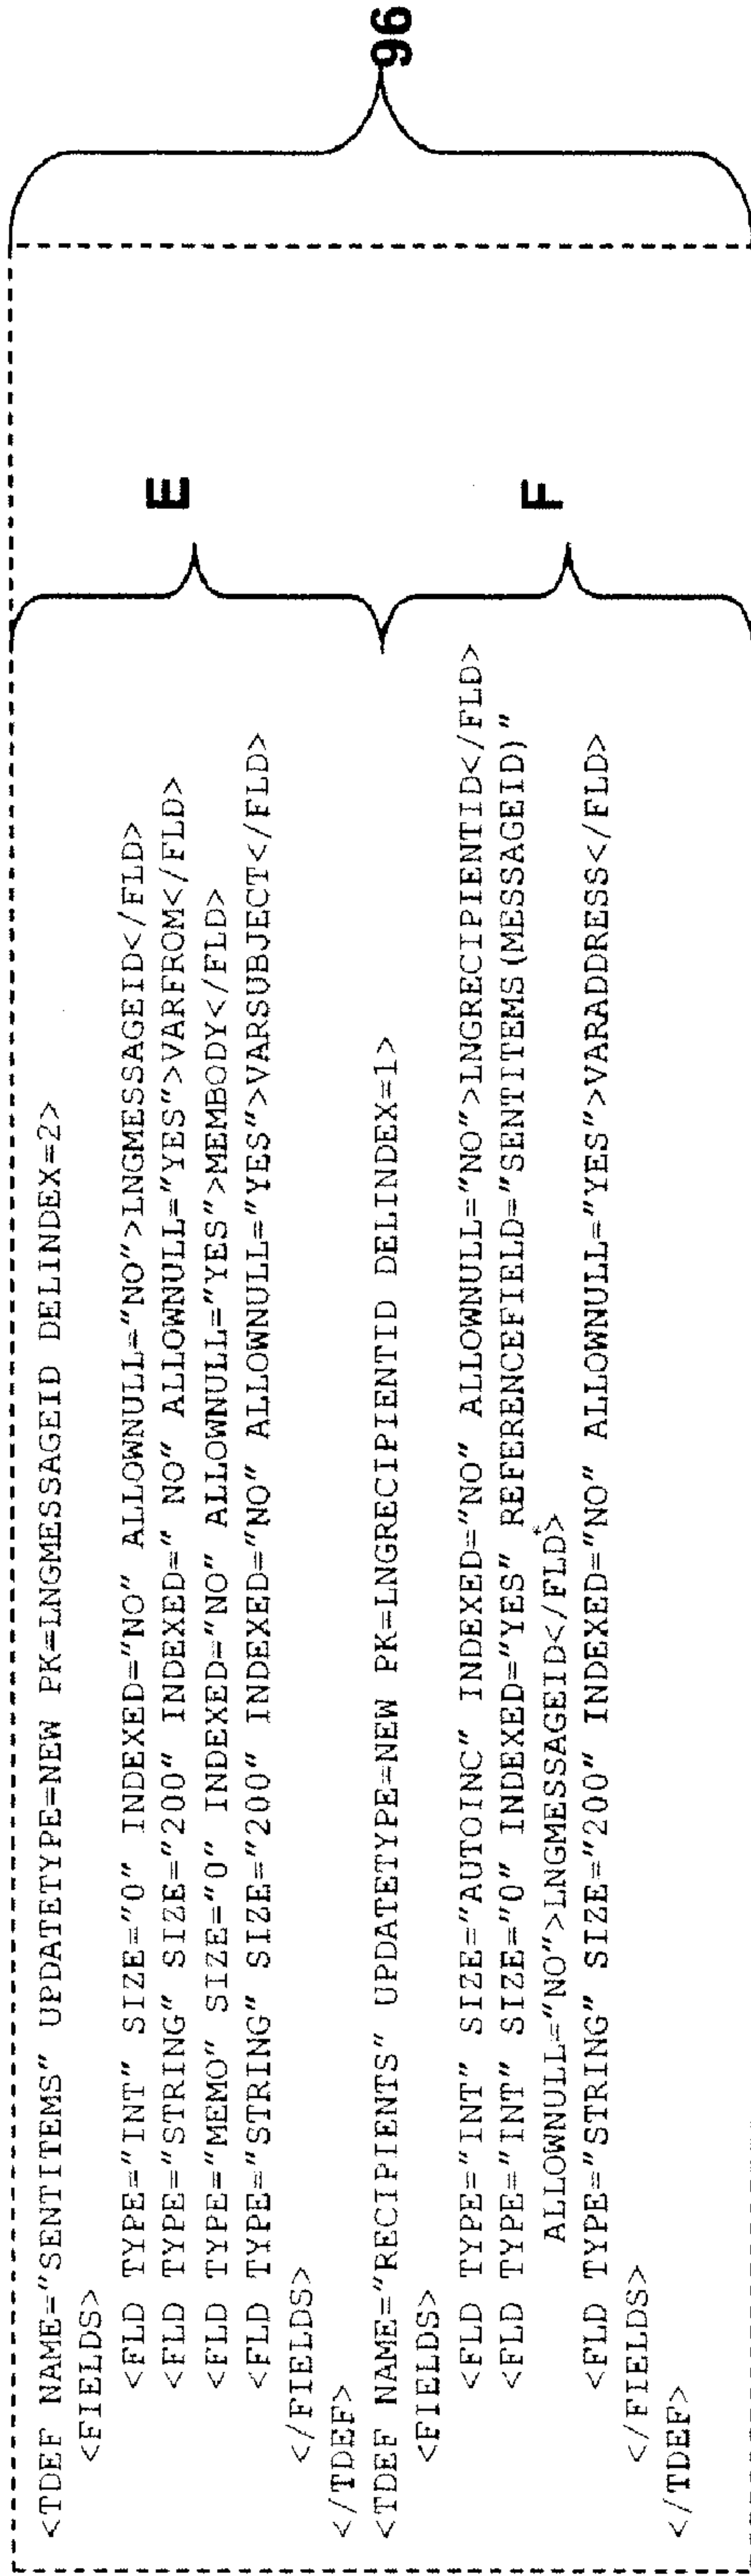 <TDEF NAME="SENTITEMS" UPDATETYPE=NEW PK=LNGMESSAGEID DELINDEX=2>
<FIELDS>
<FLD TYPE="INT" SIZE="0" INDEXED="NO" ALLOWNULL="NO">LNGMESSAGEID</FLD>
<FLD TYPE="STRING" SIZE="200" INDEXED=" NO" ALLOWNULL="YES">VARFROM</FLD>
<FLD TYPE="MEMO" SIZE="0" INDEXED="NO" ALLOWNULL="YES">MEMBODY</FLD>
<FLD TYPE="STRING" SIZE="200" INDEXED="NO" ALLOWNULL="YES">VARSUBJECT</FLD>
</FIELDS>
</TDEF>
E
<TDEF NAME="RECIPIENTS" UPDATETYPE=NEW PK=LNGRECIPIENTID DELINDEX=1>
<FIELDS>
<FLD TYPE="INT" SIZE="AUTOINC" INDEXED="NO" ALLOWNULL="NO">LNGRECIPIENTID</FLD>
<FLD TYPE="INT" SIZE="0" INDEXED="YES" REFERENCEFIELD="SENTITEMS(MESSAGEID)"
ALLOWNULL="NO">LNGMESSAGEID</FLD>
<FLD TYPE="STRING" SIZE="200" INDEXED="NO" ALLOWNULL="YES">VARADDRESS</FLD>
</FIELDS>
</TDEF>
F
96